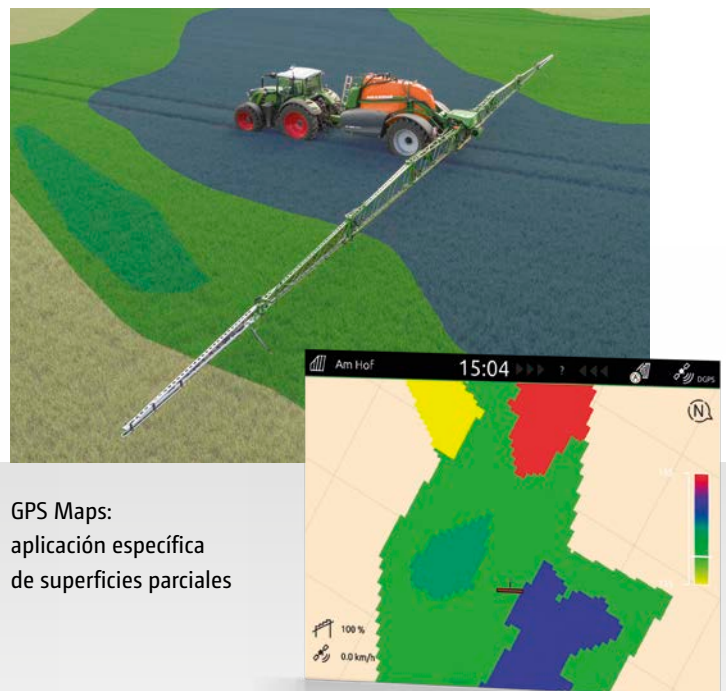 Am Hof 15:04 ? DGPS
N
100 %
0.0 km/h
GPS Maps:
aplicación específica
de superficies parciales